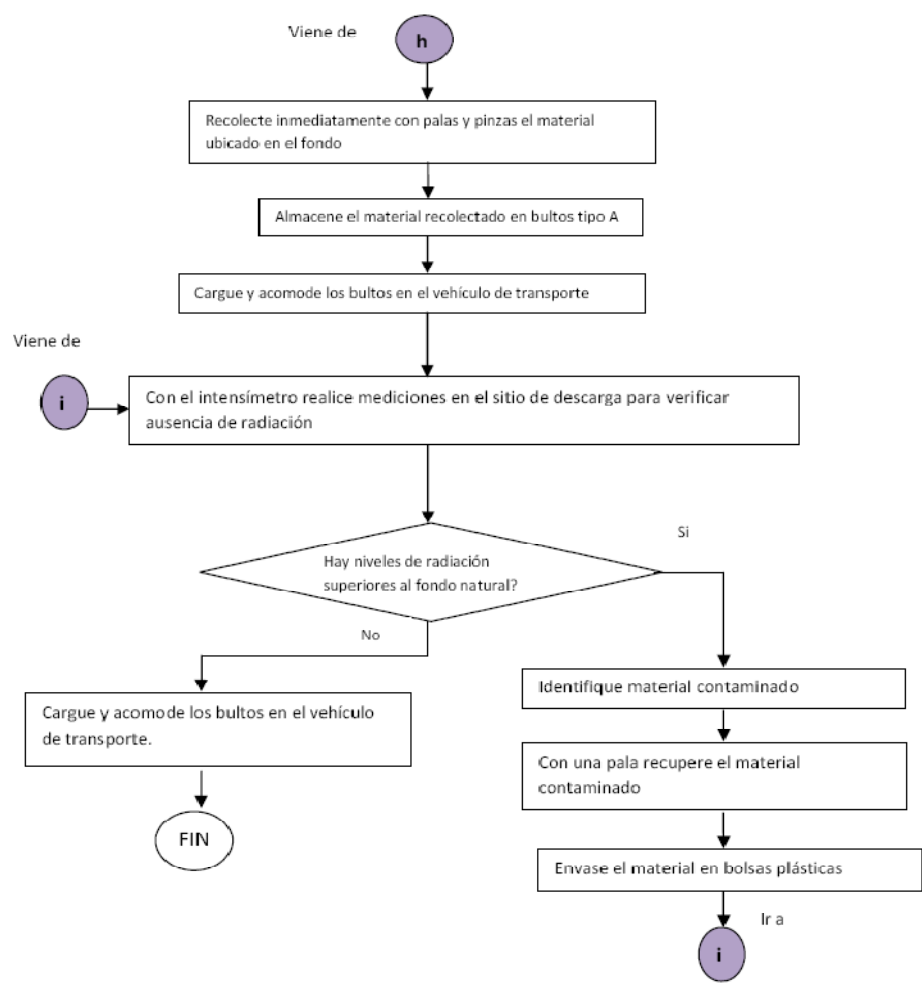 Viene de
h
Recolecte inmediatamente con palas y pinzas el material
ubicado en el fondo
Almacene el material recolectado en bultos tipo A
Cargue y acomode los bultos en el vehículo de transporte
Viene de
i
Con el intensímetro realice mediciones en el sitio de descarga para verificar
ausencia de radiación
Hay niveles de radiación
superiores al fondo natural?
Si
No
Cargue y acomode los bultos en el vehículo
de transporte.
FIN
Identifique material contaminado
Con una pala recupere el material
contaminado
Envase el material en bolsas plásticas
Ir a
i